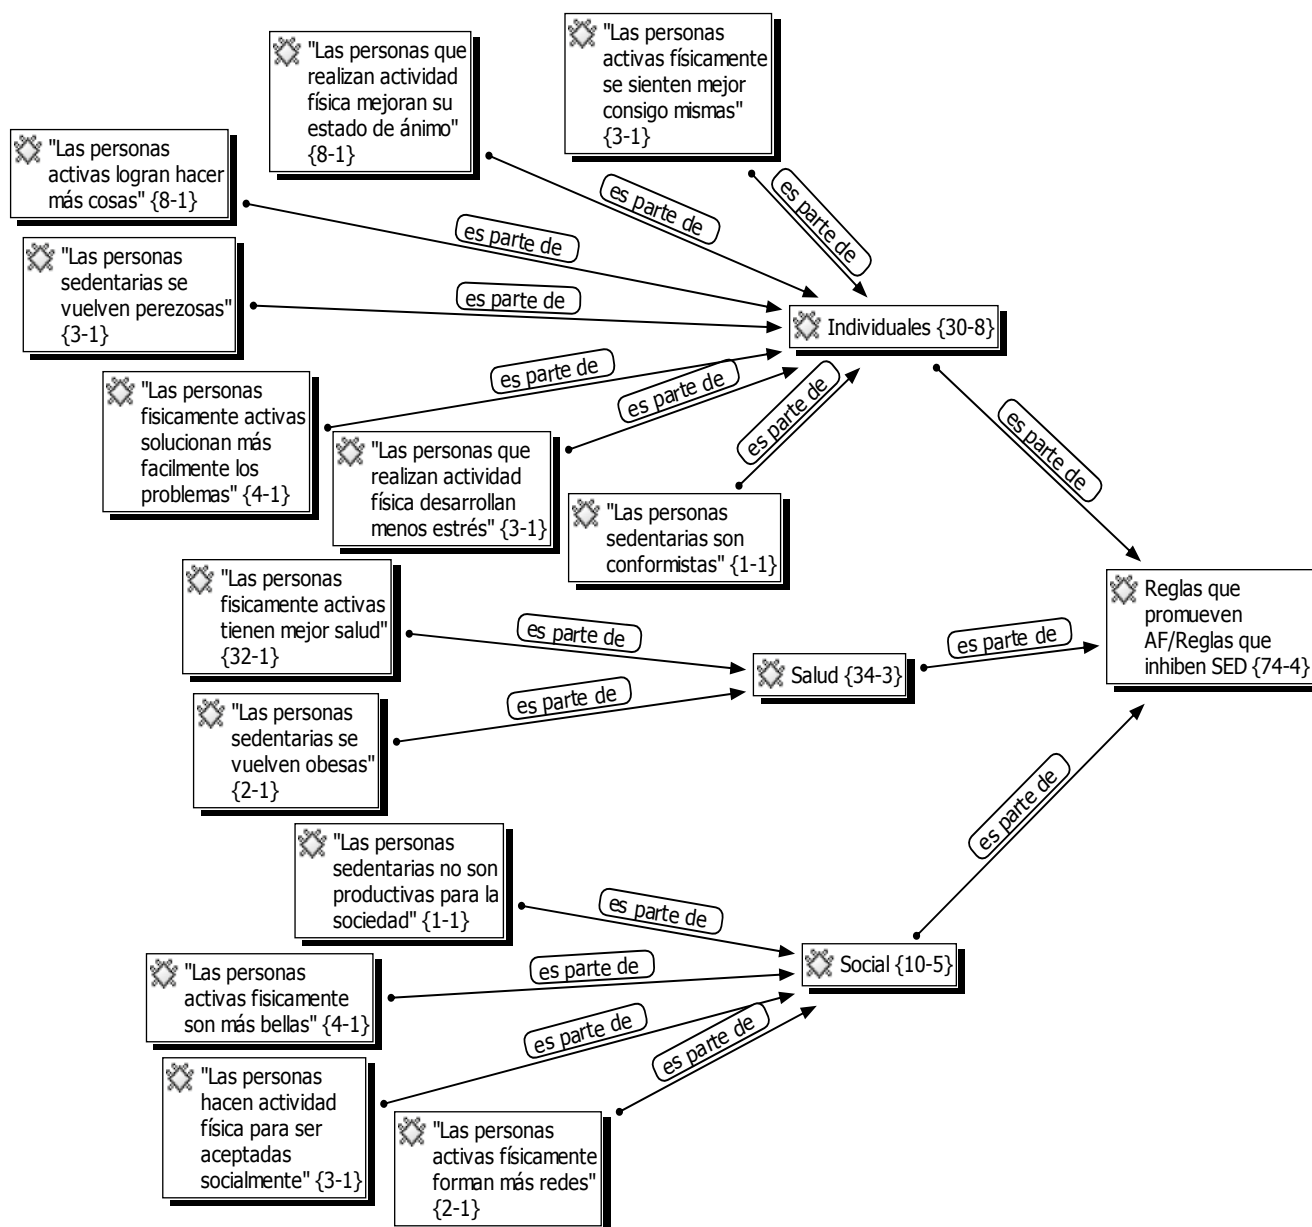 "Las personas
activas físicamente
se sienten mejor
consigo mismas"
{3-1}
"Las personas que
realizan actividad
física mejoran su
estado de ánimo"
{8-1}
"Las personas
activas logran hacer
más cosas" {8-1}
"Las personas
sedentarias se
vuelven perezosas"
{3-1}
"Las personas
fisicamente activas
solucionan más
facilmente los
problemas" {4-1}
"Las personas que
realizan actividad
física desarrollan
menos estrés" {3-1}
"Las personas
sedentarias son
conformistas" {1-1}
es parte de
es parte de
es parte de
es parte de
es parte de
es parte de
es parte de
Individuales {30-8}
es parte de
"Las personas
fisicamente activas
tienen mejor salud"
{32-1}
"Las personas
sedentarias se
vuelven obesas"
{2-1}
es parte de
es parte de
Salud {34-3}
es parte de
Reglas que
promueven
AF/Reglas que
inhiben SED {74-4}
"Las personas
sedentarias no son
productivas para la
sociedad" {1-1}
"Las personas
activas fisicamente
son más bellas" {4-1}
"Las personas
hacen actividad
física para ser
aceptadas
socialmente" {3-1}
"Las personas
activas físicamente
forman más redes"
{2-1}
es parte de
es parte de
es parte de
es parte de
Social {10-5}
es parte de